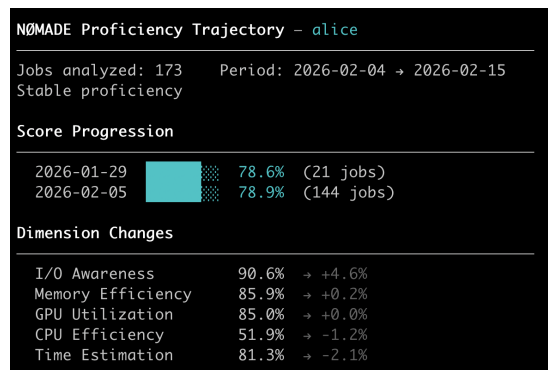 NØMADE Proficiency Trajectory — alice
Jobs analyzed: 173    Period: 2026-02-04 → 2026-02-15
Stable proficiency
Score Progression
2026-01-29 78.6% (21 jobs)
2026-02-05 78.9% (144 jobs)
Dimension Changes
I/O Awareness 90.6% → +4.6%
Memory Efficiency 85.9% → +0.2%
GPU Utilization 85.0% → +0.0%
CPU Efficiency 51.9% → -1.2%
Time Estimation 81.3% → -2.1%